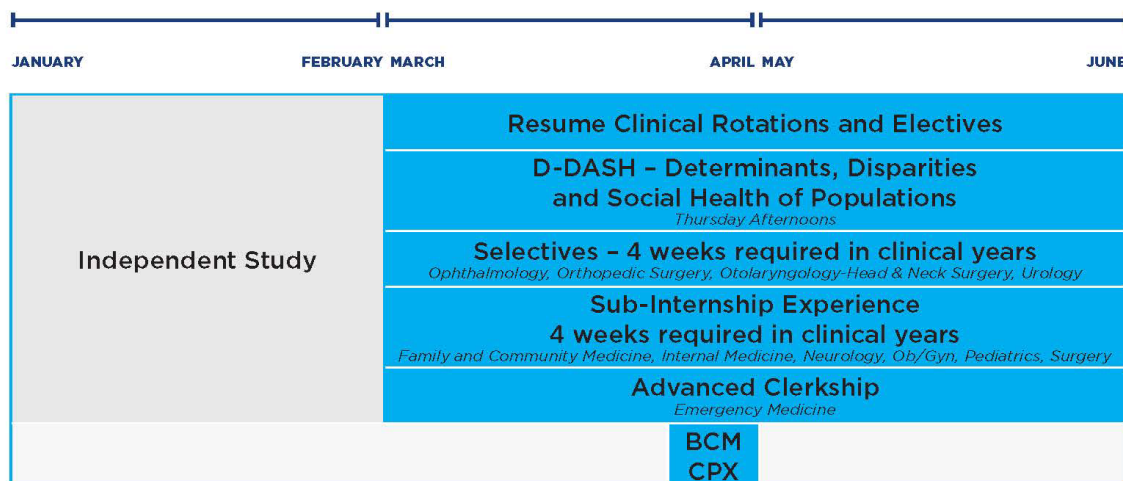 JANUARY FEBRUARY MARCH APRIL MAY JUNE
Resume Clinical Rotations and Electives
D-DASH – Determinants, Disparities
and Social Health of Populations
Thursday Afternoons
Independent Study
Selectives – 4 weeks required in clinical years
Ophthalmology, Orthopedic Surgery, Otolaryngology-Head & Neck Surgery, Urology
Sub-Internship Experience
4 weeks required in clinical years
Family and Community Medicine, Internal Medicine, Neurology, Ob/Gyn, Pediatrics, Surgery
Advanced Clerkship
Emergency Medicine
BCM
CPX